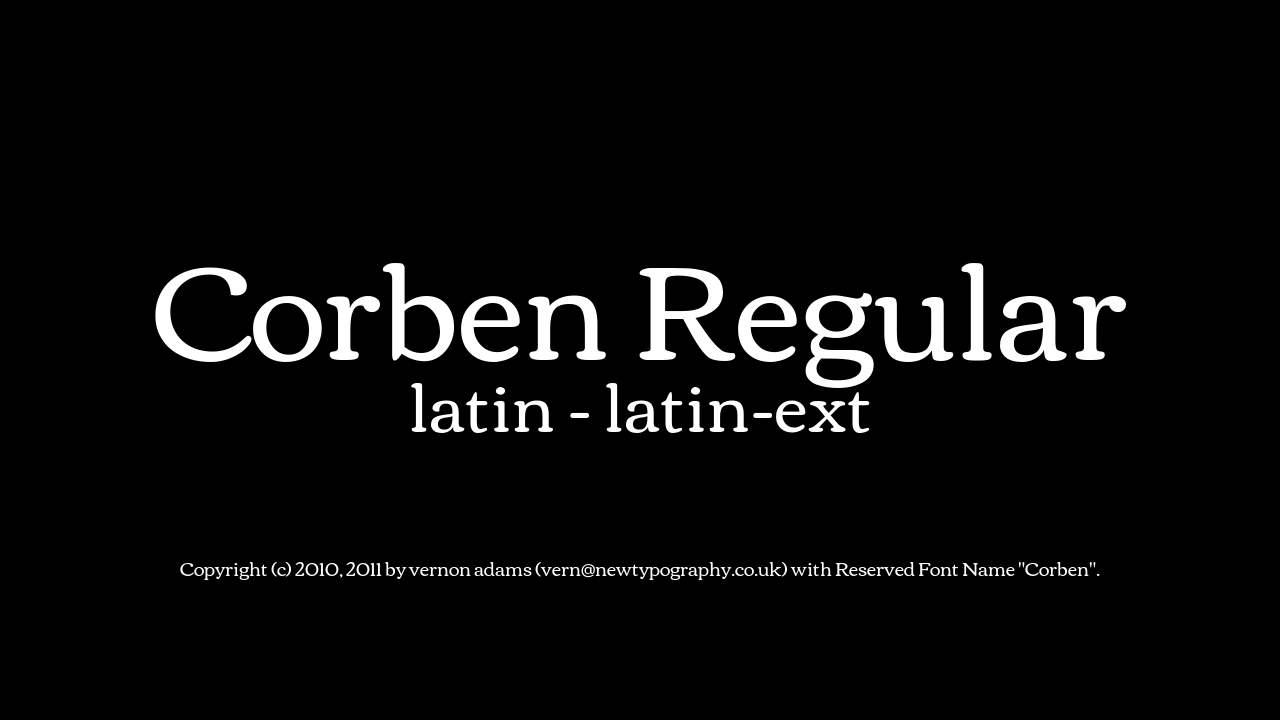 Corben Regular
latin - latin-ext
Copyright (c) 2010, 2011 by vernon adams (vern@newtypography.co.uk) with Reserved Font Name "Corben".